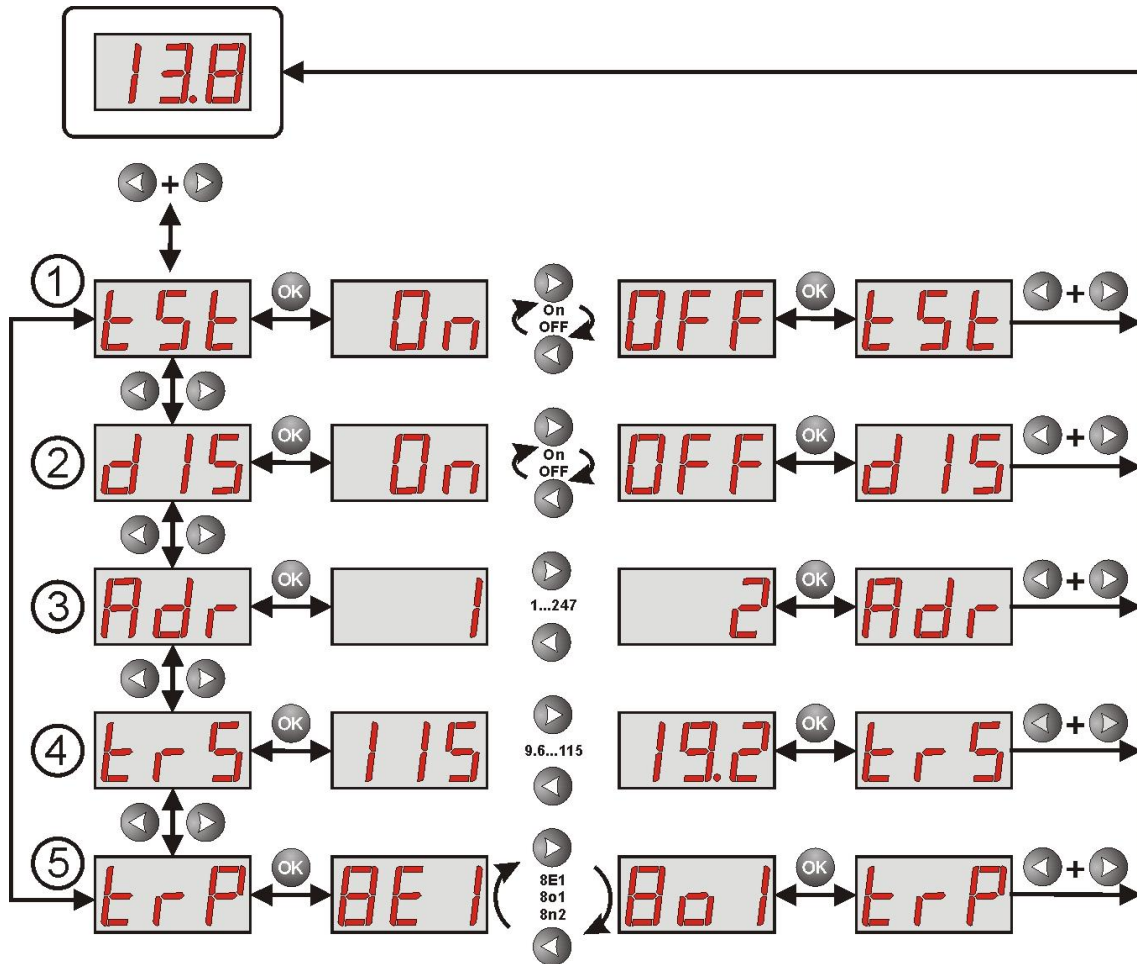 13.8
+
1
tSt
OK
On
On
OFF
OFF
OK
tSt
+
2
dIS
OK
On
On
OFF
OFF
OK
dIS
+
3
Adr
OK
1
1...247
2
OK
Adr
+
4
trS
OK
115
9.6...115
19.2
OK
trS
+
5
trP
OK
8E1
8E1
8o1
8n2
8o1
OK
trP
+